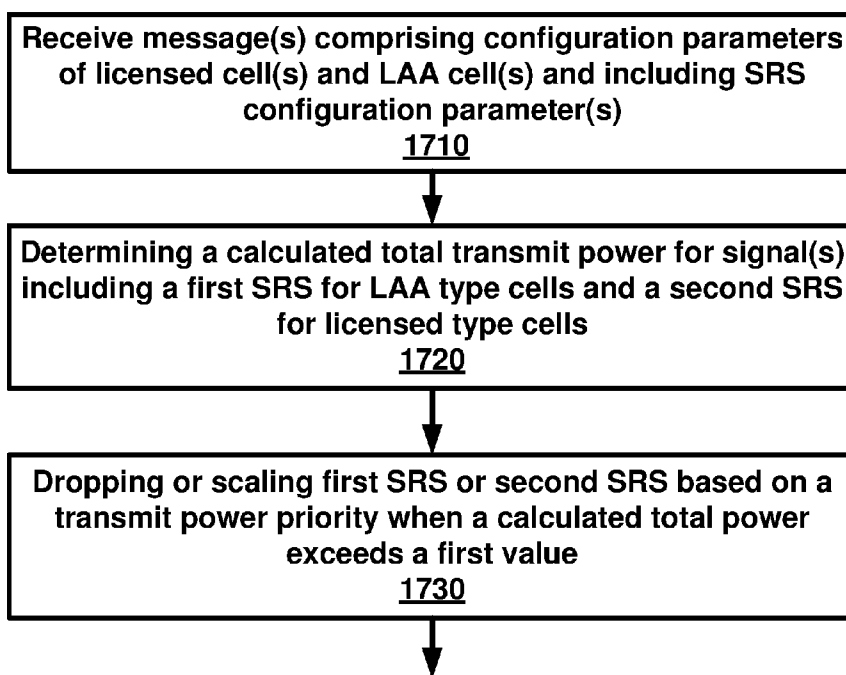 Receive message(s) comprising configuration parameters
of licensed cell(s) and LAA cell(s) and including SRS
configuration parameter(s)
1710
Determining a calculated total transmit power for signal(s)
including a first SRS for LAA type cells and a second SRS
for licensed type cells
1720
Dropping or scaling first SRS or second SRS based on a
transmit power priority when a calculated total power
exceeds a first value
1730